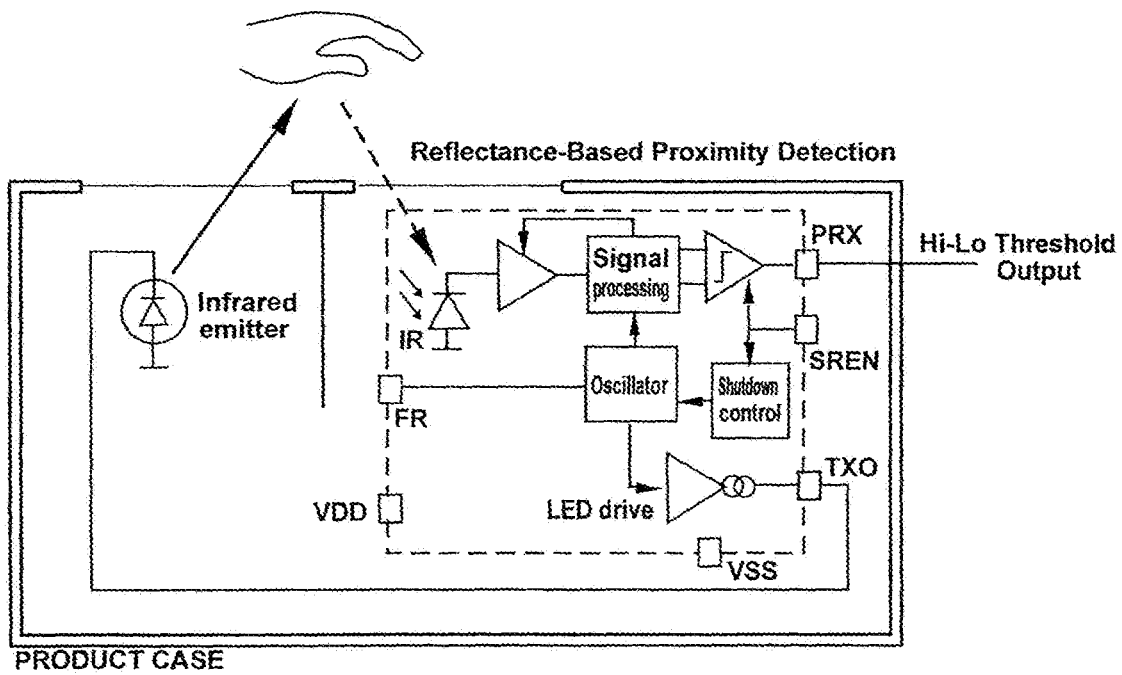 Reflectance-Based Proximity Detection
PRX
Hi-Lo Threshold
Output
Signal
processing
Infrared
emitter
IR
SREN
Oscillator
Shutdown
control
FR
TXO
LED drive
VDD
VSS
PRODUCT CASE